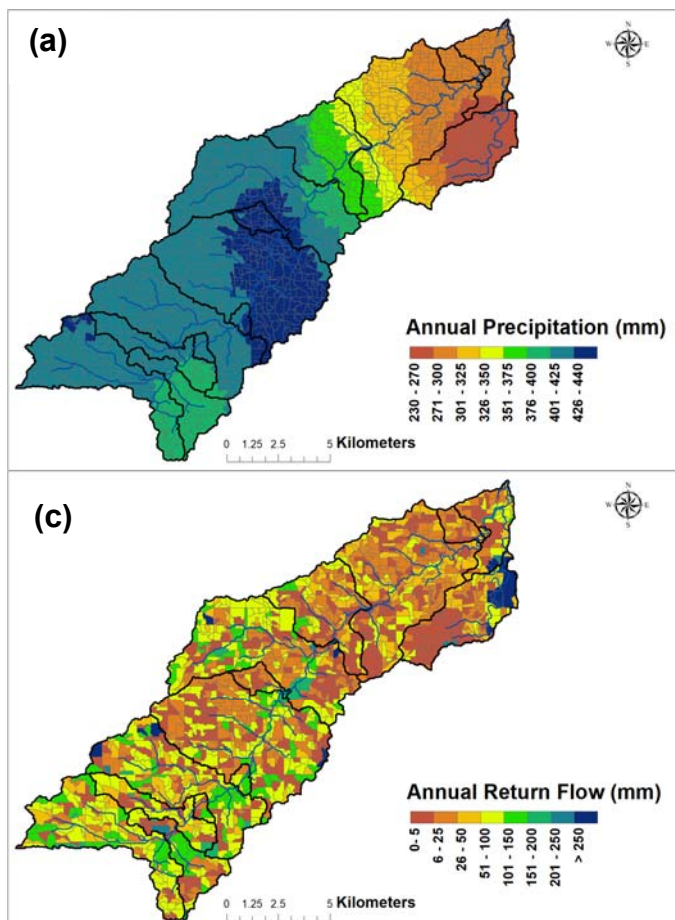 (a)
N
W E
S
Annual Precipitation (mm)
230 - 270
271 - 300
301 - 325
326 - 350
351 - 375
376 - 400
401 - 425
426 - 440
0 1.25 2.5 5 Kilometers
(c)
N
W E
S
Annual Return Flow (mm)
0- 5
6 - 25
26 - 50
51 - 100
101 - 150
151 - 200
201 - 250
> 250
0 1.25 2.5 5 Kilometers